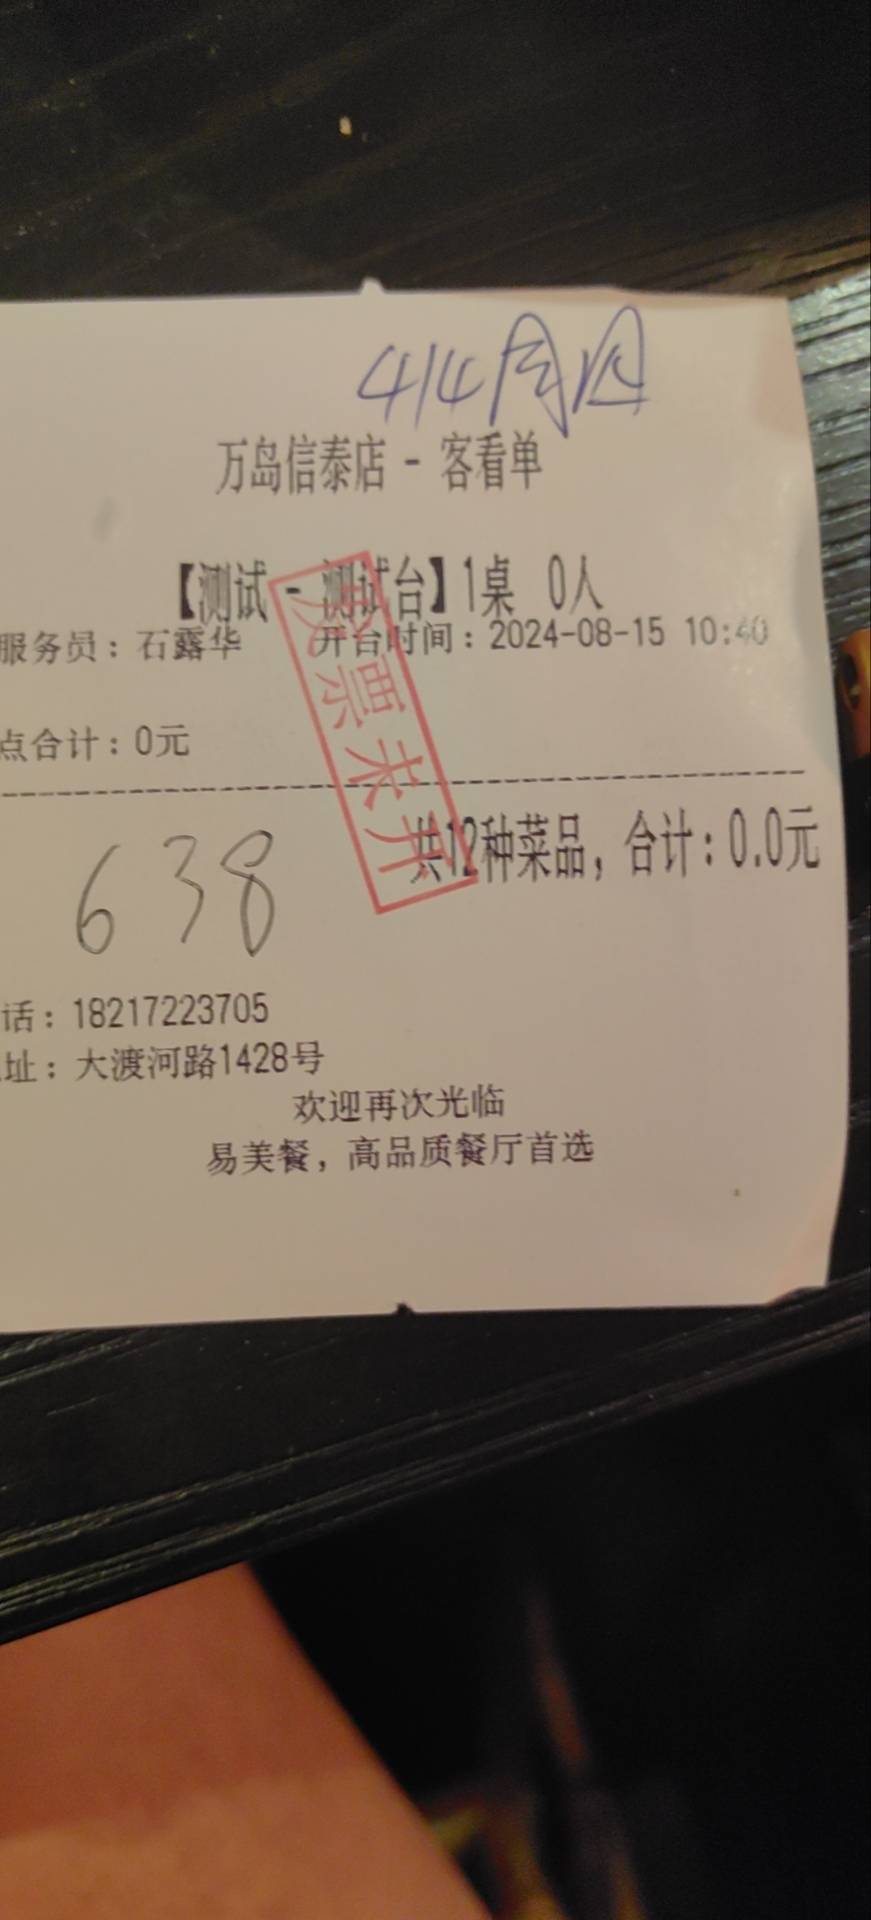 414周四
万岛信泰店 - 客看单
【测试 - 测试台】1桌 0人
服务员：石露华 开台时间：2024-08-15 10:40
点合计：0元
发票未开
共12种菜品，合计：0.0元
638
话：18217223705
址：大渡河路1428号
欢迎再次光临
易美餐，高品质餐厅首选